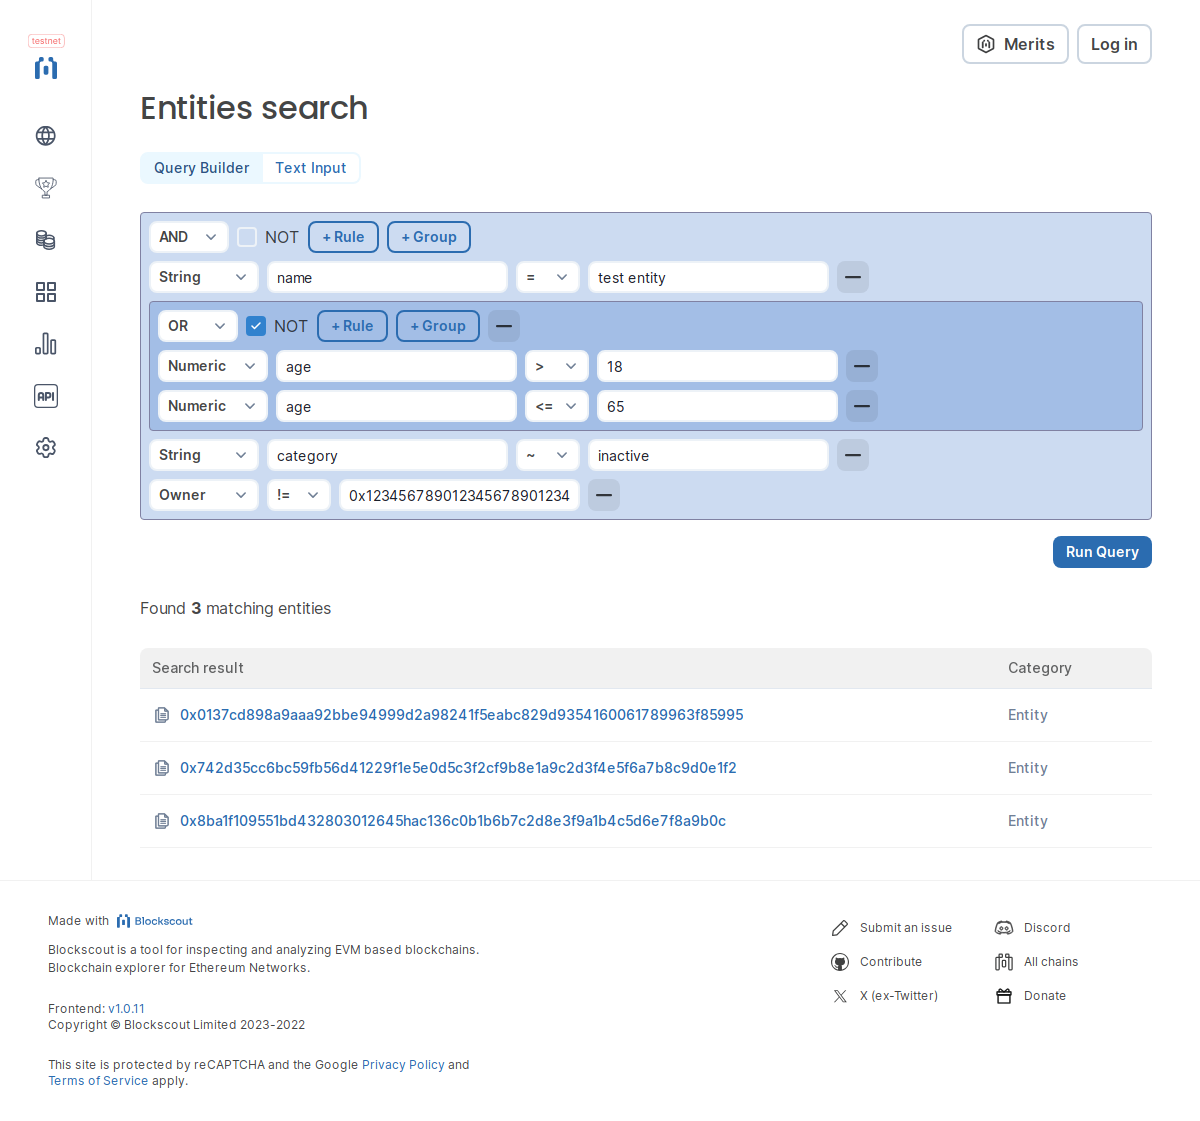 testnet
Merits
Log in
Entities search
Query Builder
Text Input
AND
NOT
+ Rule
+ Group
String
name
=
test entity
OR
NOT
+ Rule
+ Group
Numeric
age
>
18
Numeric
age
<=
65
String
category
~
inactive
Owner
!=
0x123456789012345678901234
Run Query
Found 3 matching entities
Search result
Category
0x0137cd898a9aaa92bbe94999d2a98241f5eabc829d9354160061789963f85995
Entity
0x742d35cc6bc59fb56d41229f1e5e0d5c3f2cf9b8e1a9c2d3f4e5f6a7b8c9d0e1f2
Entity
0x8ba1f109551bd432803012645hac136c0b1b6b7c2d8e3f9a1b4c5d6e7f8a9b0c
Entity
API
Made with Blockscout
Blockscout is a tool for inspecting and analyzing EVM based blockchains.
Blockchain explorer for Ethereum Networks.
Frontend: v1.0.11
Copyright © Blockscout Limited 2023-2022
This site is protected by reCAPTCHA and the Google Privacy Policy and
Terms of Service apply.
Submit an issue
Discord
Contribute
All chains
X (ex-Twitter)
Donate